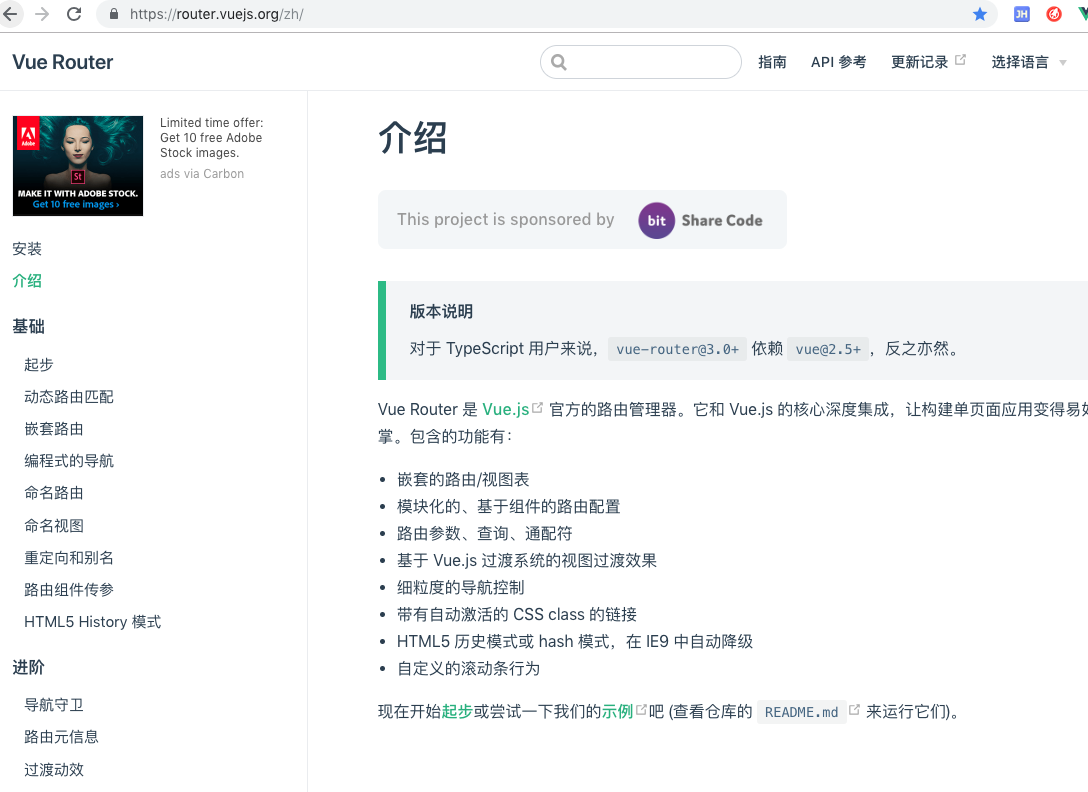 https://router.vuejs.org/zh/
JH
Vue Router
指南
API 参考
更新记录
选择语言
Adobe
St
MAKE IT WITH ADOBE STOCK.
Get 10 free images ›
Limited time offer:
Get 10 free Adobe
Stock images.
ads via Carbon
安装
介绍
基础
起步
动态路由匹配
嵌套路由
编程式的导航
命名路由
命名视图
重定向和别名
路由组件传参
HTML5 History 模式
进阶
导航守卫
路由元信息
过渡动效
介绍
This project is sponsored by bit Share Code
版本说明
对于 TypeScript 用户来说，vue-router@3.0+ 依赖 vue@2.5+，反之亦然。
Vue Router 是 Vue.js 官方的路由管理器。它和 Vue.js 的核心深度集成，让构建单页面应用变得易如
掌。包含的功能有：
• 嵌套的路由/视图表
• 模块化的、基于组件的路由配置
• 路由参数、查询、通配符
• 基于 Vue.js 过渡系统的视图过渡效果
• 细粒度的导航控制
• 带有自动激活的 CSS class 的链接
• HTML5 历史模式或 hash 模式，在 IE9 中自动降级
• 自定义的滚动条行为
现在开始起步或尝试一下我们的示例吧 (查看仓库的 README.md 来运行它们)。